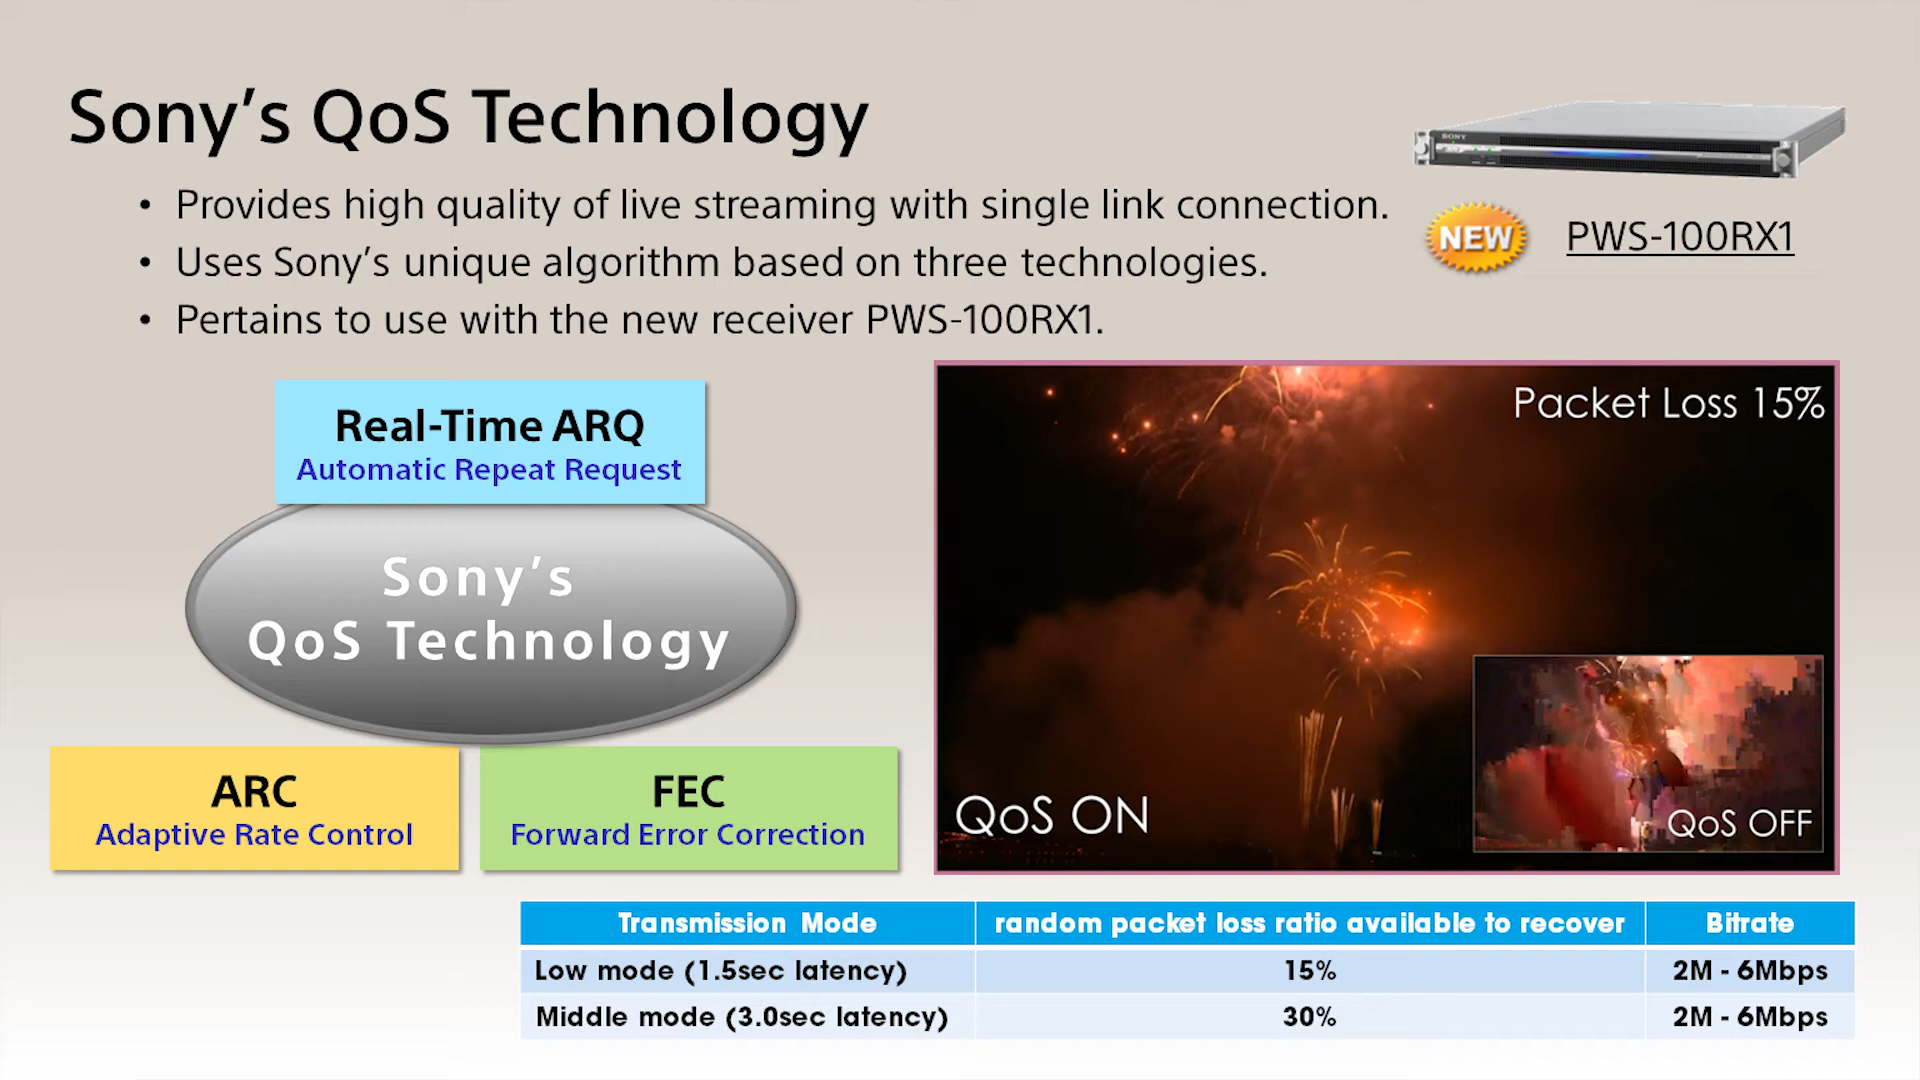 Sony’s QoS Technology
• Provides high quality of live streaming with single link connection.
• Uses Sony’s unique algorithm based on three technologies.
• Pertains to use with the new receiver PWS-100RX1.
SONY
NEW
PWS-100RX1
Real-Time ARQ
Automatic Repeat Request
Sony’s
QoS Technology
ARC
Adaptive Rate Control
FEC
Forward Error Correction
Packet Loss 15%
QoS ON
QoS OFF
Transmission Mode random packet loss ratio available to recover Bitrate
Low mode (1.5sec latency) 15% 2M - 6Mbps
Middle mode (3.0sec latency) 30% 2M - 6Mbps